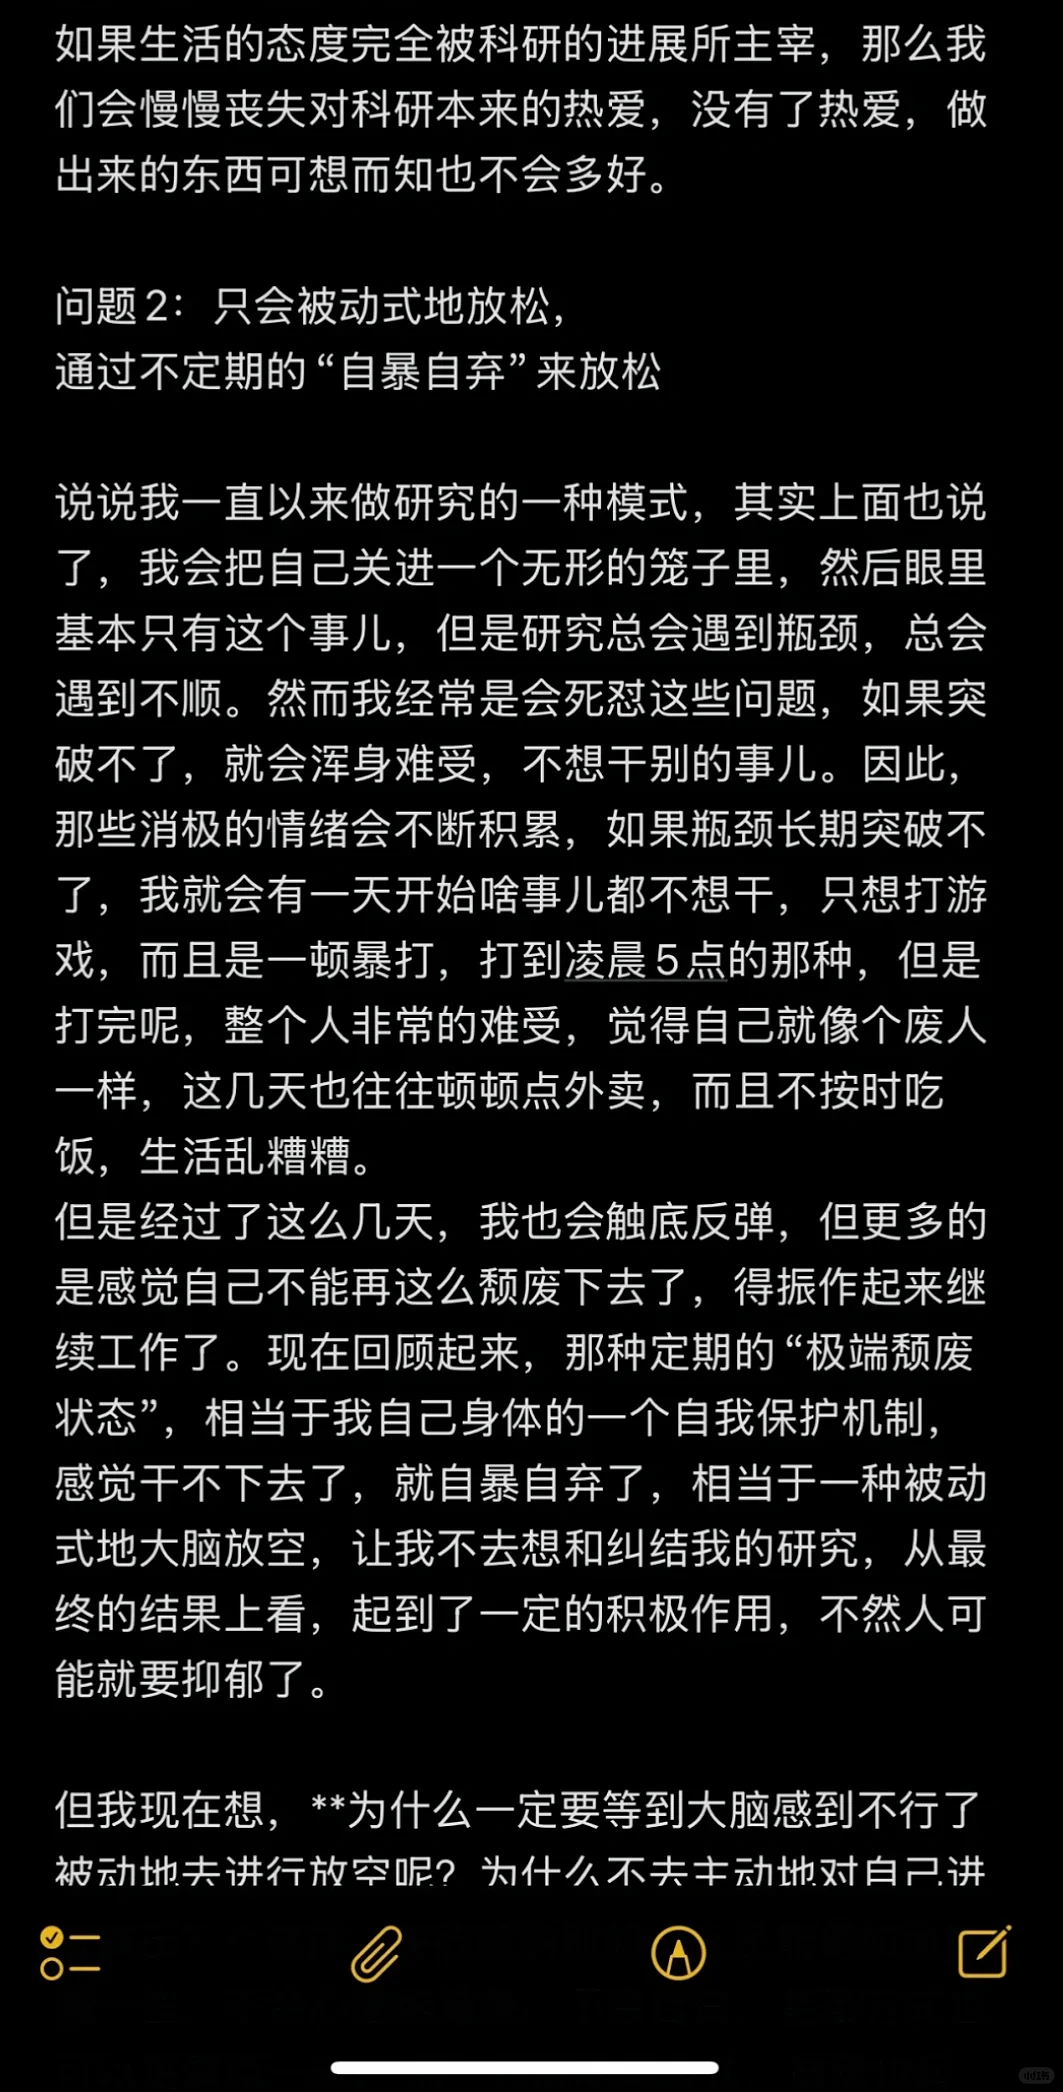 如果生活的态度完全被科研的进展所主宰，那么我
们会慢慢丧失对科研本来的热爱，没有了热爱，做
出来的东西可想而知也不会多好。
问题2：只会被动式地放松，
通过不定期的“自暴自弃”来放松
说说我一直以来做研究的一种模式，其实上面也说
了，我会把自己关进一个无形的笼子里，然后眼里
基本只有这个事儿，但是研究总会遇到瓶颈，总会
遇到不顺。然而我经常是会死怼这些问题，如果突
破不了，就会浑身难受，不想干别的事儿。因此，
那些消极的情绪会不断积累，如果瓶颈长期突破不
了，我就会有一天开始啥事儿都不想干，只想打游
戏，而且是一顿暴打，打到凌晨5点的那种，但是
打完呢，整个人非常的难受，觉得自己就像个废人
一样，这几天也往往顿顿点外卖，而且不按时吃
饭，生活乱糟糟。
但是经过了这么几天，我也会触底反弹，但更多的
是感觉自己不能再这么颓废下去了，得振作起来继
续工作了。现在回顾起来，那种定期的“极端颓废
状态”，相当于我自己身体的一个自我保护机制，
感觉干不下去了，就自暴自弃了，相当于一种被动
式地大脑放空，让我不去想和纠结我的研究，从最
终的结果上看，起到了一定的积极作用，不然人可
能就要抑郁了。
但我现在想，**为什么一定要等到大脑感到不行了
被动地去进行放空呢？为什么不去主动地对自己进
小红书